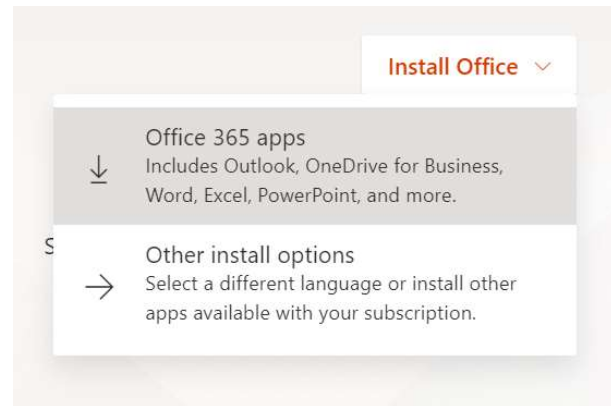 Install Office
Office 365 apps
Includes Outlook, OneDrive for Business,
Word, Excel, PowerPoint, and more.
S
Other install options
Select a different language or install other
apps available with your subscription.